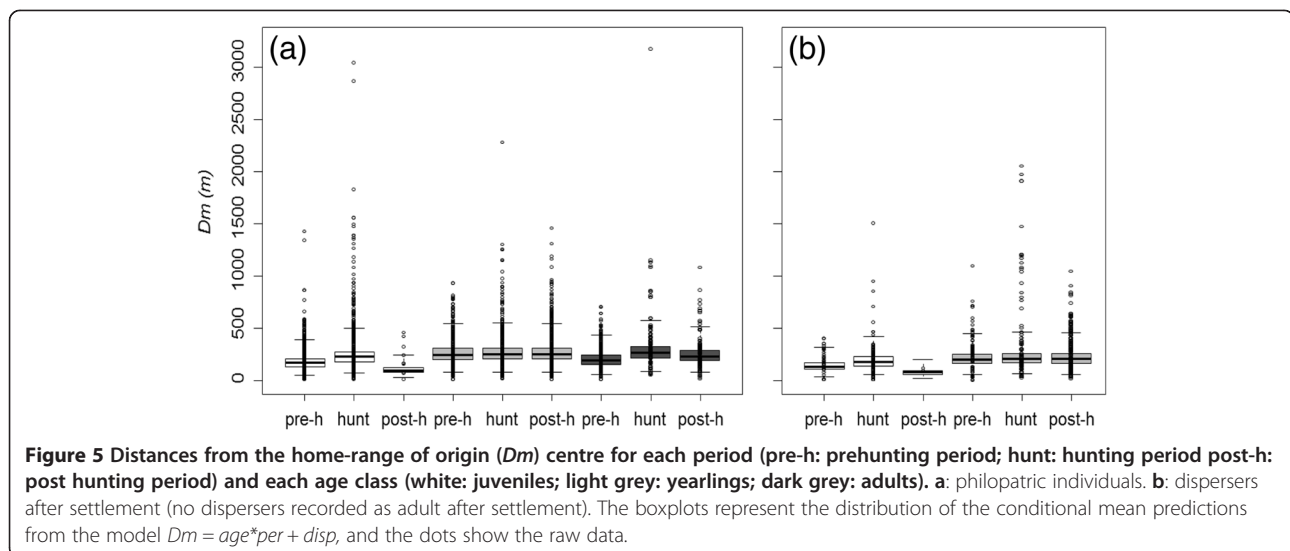 (a)
(b)
Dm (m)
3000
2500
2000
1500
1000
500
0
pre-h hunt post-h pre-h hunt post-h pre-h hunt post-h
pre-h hunt post-h pre-h hunt post-h
Figure 5 Distances from the home-range of origin (Dm) centre for each period (pre-h: prehunting period; hunt: hunting period post-h:
post hunting period) and each age class (white: juveniles; light grey: yearlings; dark grey: adults). a: philopatric individuals. b: dispersers
after settlement (no dispersers recorded as adult after settlement). The boxplots represent the distribution of the conditional mean predictions
from the model Dm = age*per + disp, and the dots show the raw data.